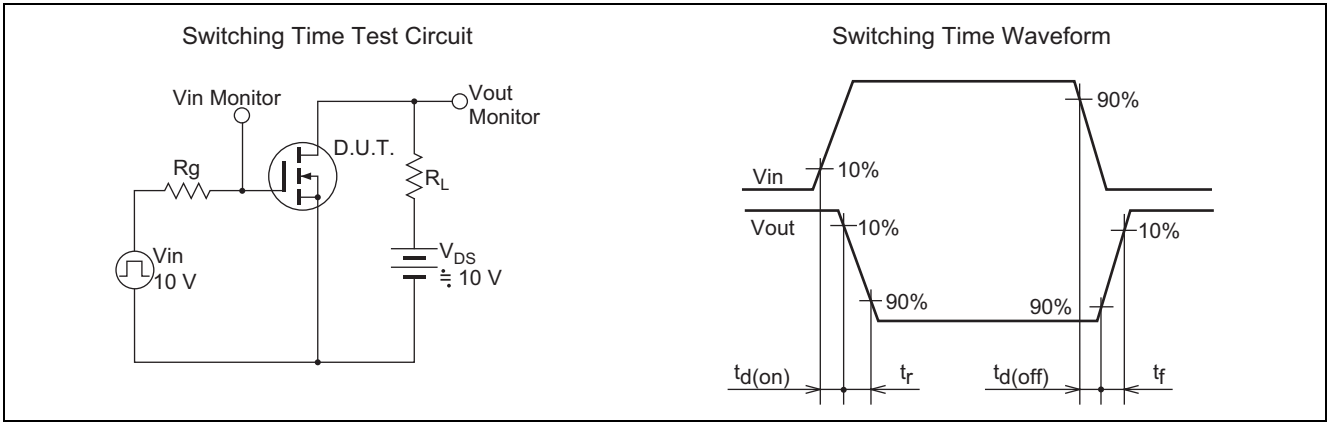 Switching Time Test Circuit
Vin Monitor
Vout
Monitor
D.U.T.
Rg
RL
Vin
10 V
VDS
≒ 10 V
Switching Time Waveform
Vin
10%
90%
Vout
10%
90%
90%
10%
td(on)
tr
td(off)
tf